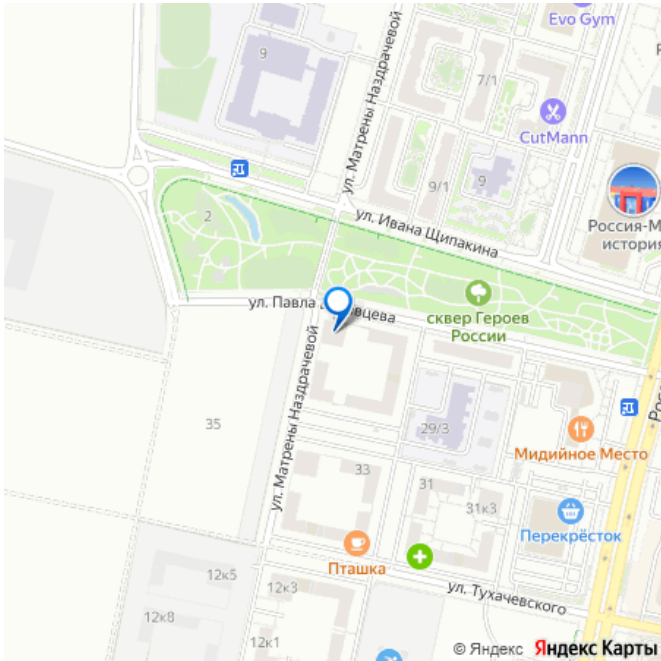 Evo Gym
9
7/1
CutMann
ул. Матрены Наздрачевой
9/1
9
Россия-М
история
2
ул. Ивана Щипакина
ул. Павла
вцева
сквер Героев
России
ул. Матрены Наздрачевой
35
29/3
Мидийное Место
33
31
31к3
Перекрёсток
Пташка
12к5
12к3
ул. Тухачевского
12к8
12к1
© Яндекс Яндекс Карты